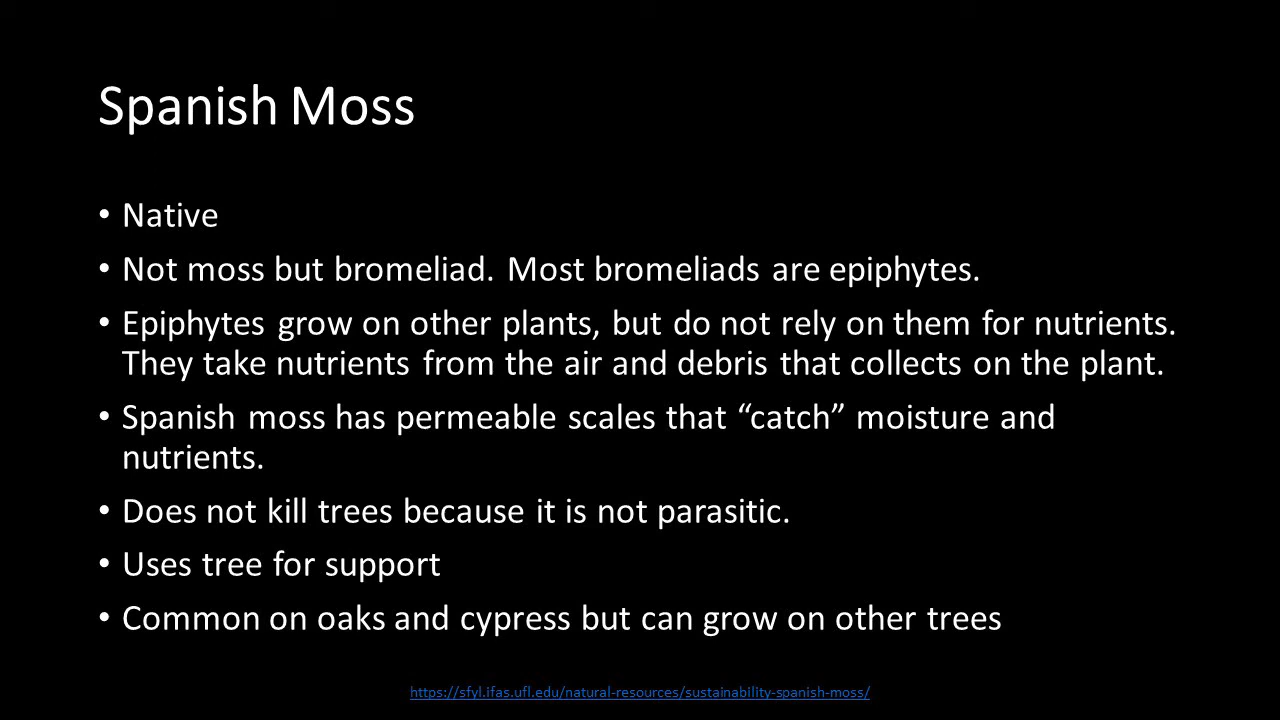 Spanish Moss
• Native
• Not moss but bromeliad.  Most bromeliads are epiphytes.
• Epiphytes grow on other plants, but do not rely on them for nutrients.
They take nutrients from the air and debris that collects on the plant.
• Spanish moss has permeable scales that “catch” moisture and
nutrients.
• Does not kill trees because it is not parasitic.
• Uses tree for support
• Common on oaks and cypress but can grow on other trees
https://sfyl.ifas.ufl.edu/natural-resources/sustainability-spanish-moss/